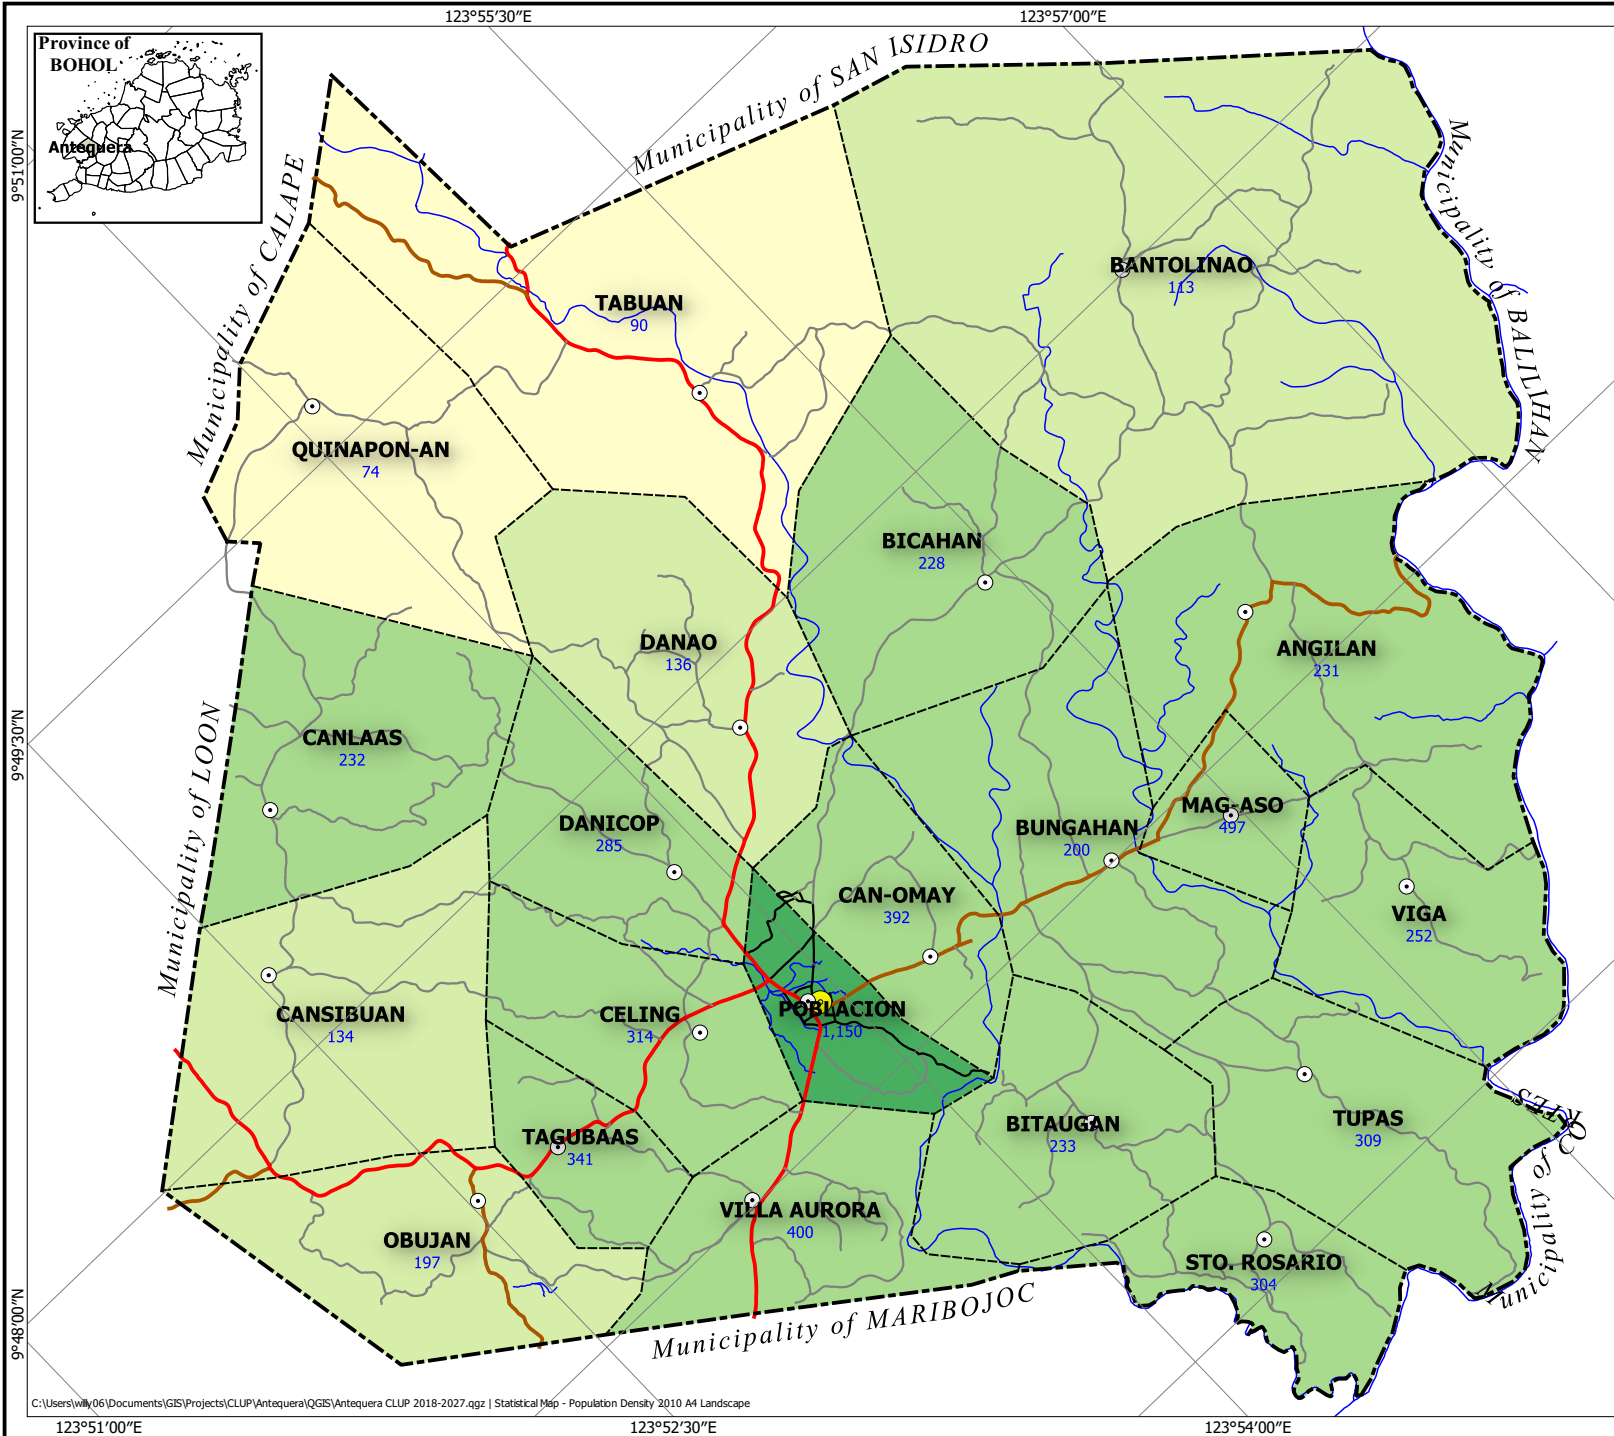 123°55'30"E
123°57'00"E
Province of
BOHOL
Antequera
Municipality of SAN ISIDRO
Municipality of CALAPE
Municipality of BALILIHAN
9°51'00"N
BANTOLINAO
113
TABUAN
90
QUINAPON-AN
74
BICAHAN
228
DANAO
136
ANGILAN
231
Municipality of LOON
9°49'30"N
CANLAAS
232
MAG-ASO
497
DANICOP
285
BUNGAHAN
200
CAN-OMAY
392
VIGA
252
CANSIBUAN
134
CELING
314
POBLACION
1,150
TUPAS
309
BITAUGAN
233
TAGUBAAS
341
VILLA AURORA
400
OBUJAN
197
STO. ROSARIO
304
Municipality of CORTES
Municipality of MARIBOJOC
9°48'00"N
C:\Users\willy06\Documents\GIS\Projects\CLUP\Antequera\QGIS\Antequera CLUP 2018-2027.qgz | Statistical Map - Population Density 2010 A4 Landscape
123°51'00"E
123°52'30"E
123°54'00"E